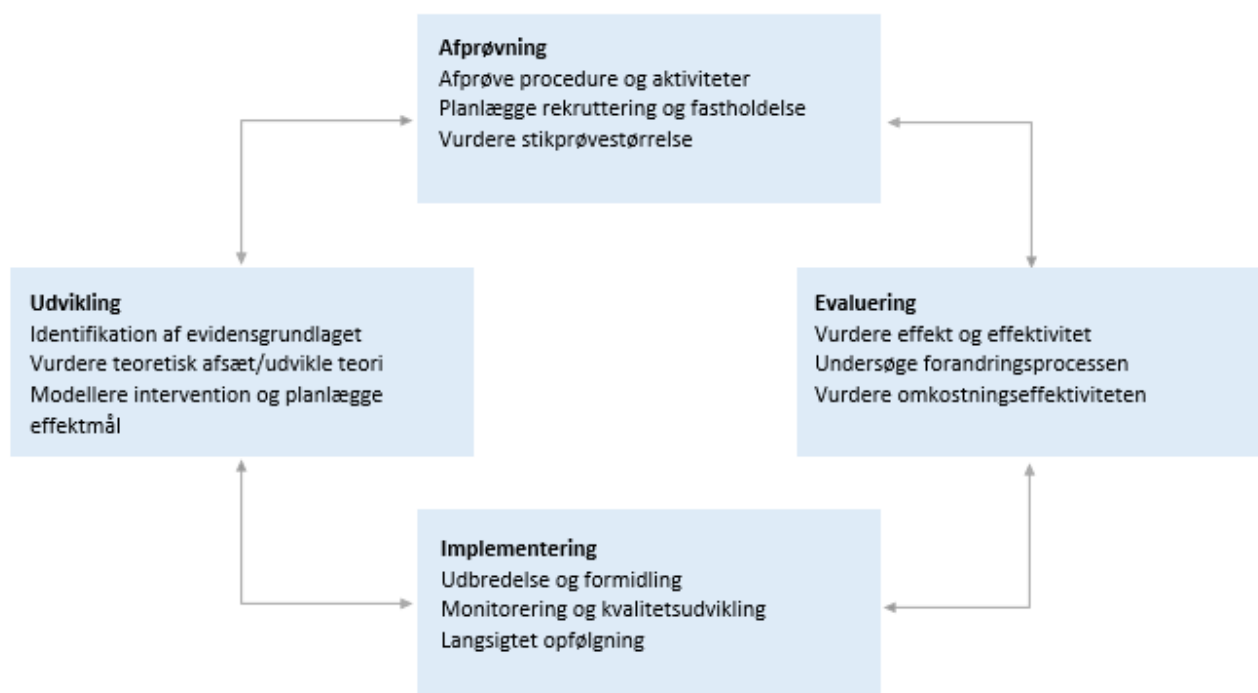 Afprøvning
Afprøve procedure og aktiviteter
Planlægge rekruttering og fastholdelse
Vurdere stikprøvestørrelse
Udvikling
Identifikation af evidensgrundlaget
Vurdere teoretisk afsæt/udvikle teori
Modellere intervention og planlægge
effektmål
Evaluering
Vurdere effekt og effektivitet
Undersøge forandringsprocessen
Vurdere omkostningseffektiviteten
Implementering
Udbredelse og formidling
Monitorering og kvalitetsudvikling
Langsigtet opfølgning